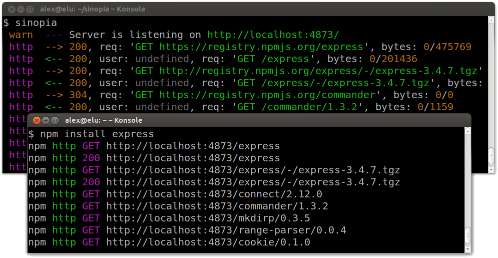 alex@elu: ~/sinopia – Konsole
$ sinopia
warn --- Server is listening on http://localhost:4873/
http --> 200, req: 'GET https://registry.npmjs.org/express', bytes: 0/475769
http <-- 200, user: undefined, req: 'GET /express', bytes: 0/201436
http --> 200, req: 'GET http://registry.npmjs.org/express/-/express-3.4.7.tgz'
http <-- 200, user: undefined, req: 'GET /express/-/express-3.4.7.tgz', bytes:
http --> 304, req: 'GET https://registry.npmjs.org/commander', bytes: 0/0
http <-- 200, user: undefined, req: 'GET /commander/1.3.2', bytes: 0/1159
http
http
http
http
http
alex@elu: ~ – Konsole
$ npm install express
npm http GET http://localhost:4873/express
npm http 200 http://localhost:4873/express
npm http GET http://localhost:4873/express/-/express-3.4.7.tgz
npm http 200 http://localhost:4873/express/-/express-3.4.7.tgz
npm http GET http://localhost:4873/connect/2.12.0
npm http GET http://localhost:4873/commander/1.3.2
npm http GET http://localhost:4873/mkdirp/0.3.5
npm http GET http://localhost:4873/range-parser/0.0.4
npm http GET http://localhost:4873/cookie/0.1.0